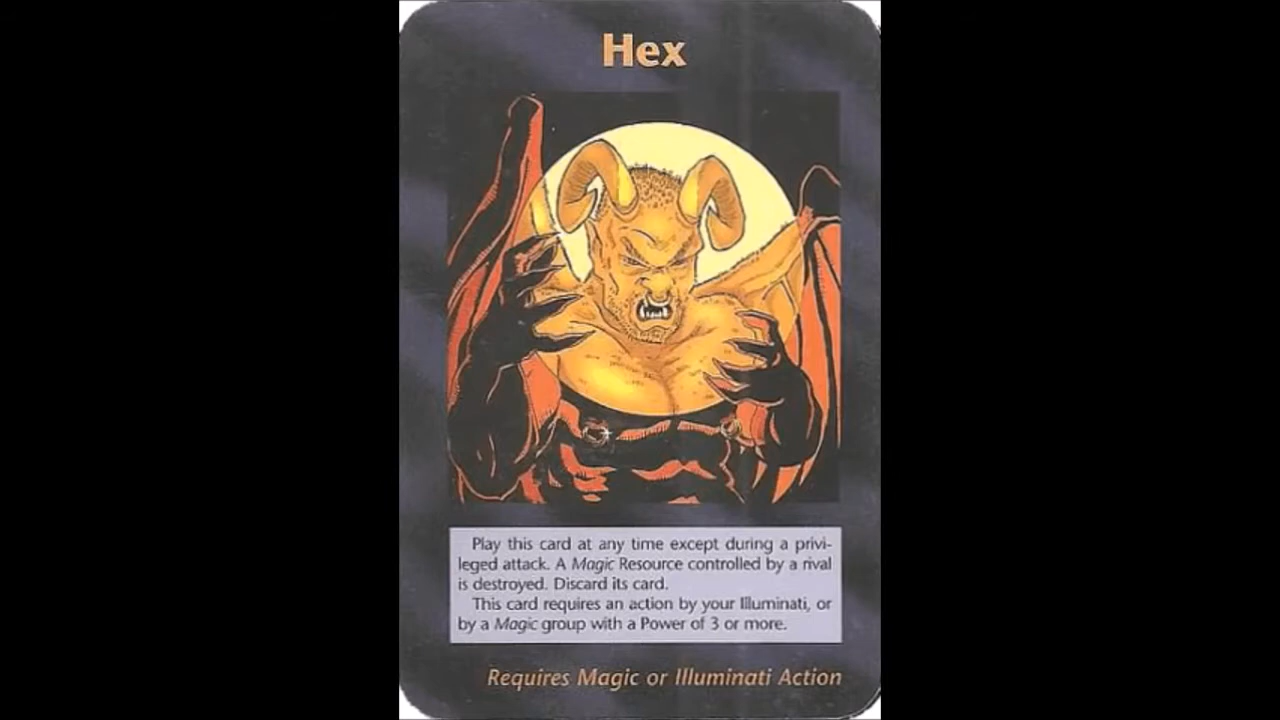 Hex
Play this card at any time except during a privi-
leged attack. A Magic Resource controlled by a rival
is destroyed. Discard its card.
This card requires an action by your Illuminati, or
by a Magic group with a Power of 3 or more.
Requires Magic or Illuminati Action